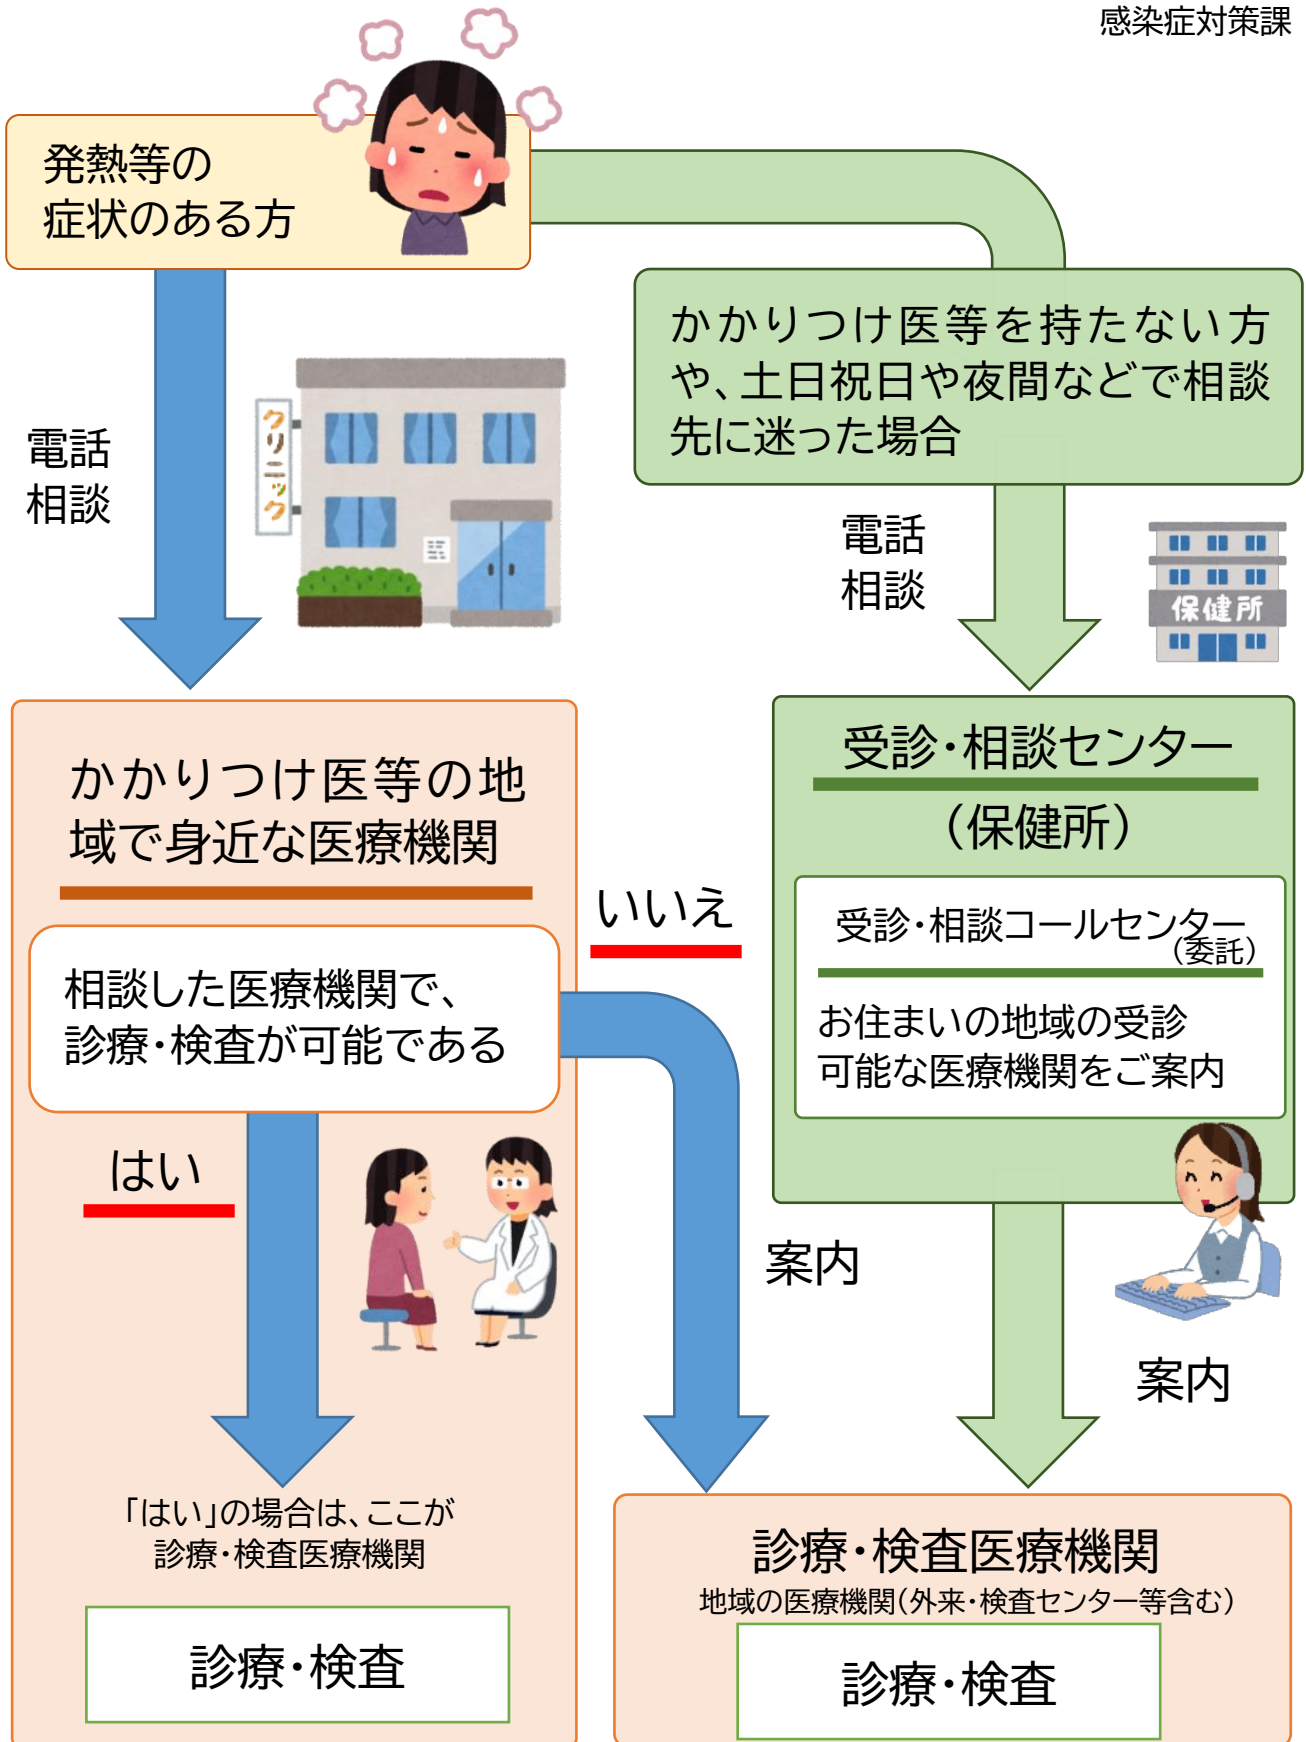 感染症対策課
発熱等の
症状のある方
かかりつけ医等を持たない方
や、土日祝日や夜間などで相談
先に迷った場合
電話
相談
クリニック
電話
相談
保健所
かかりつけ医等の地
域で身近な医療機関
受診・相談センター
（保健所）
いいえ
受診・相談コールセンター
（委託）
お住まいの地域の受診
可能な医療機関をご案内
相談した医療機関で、
診療・検査が可能である
はい
案内
案内
「はい」の場合は、ここが
診療・検査医療機関
診療・検査
診療・検査医療機関
地域の医療機関（外来・検査センター等含む）
診療・検査